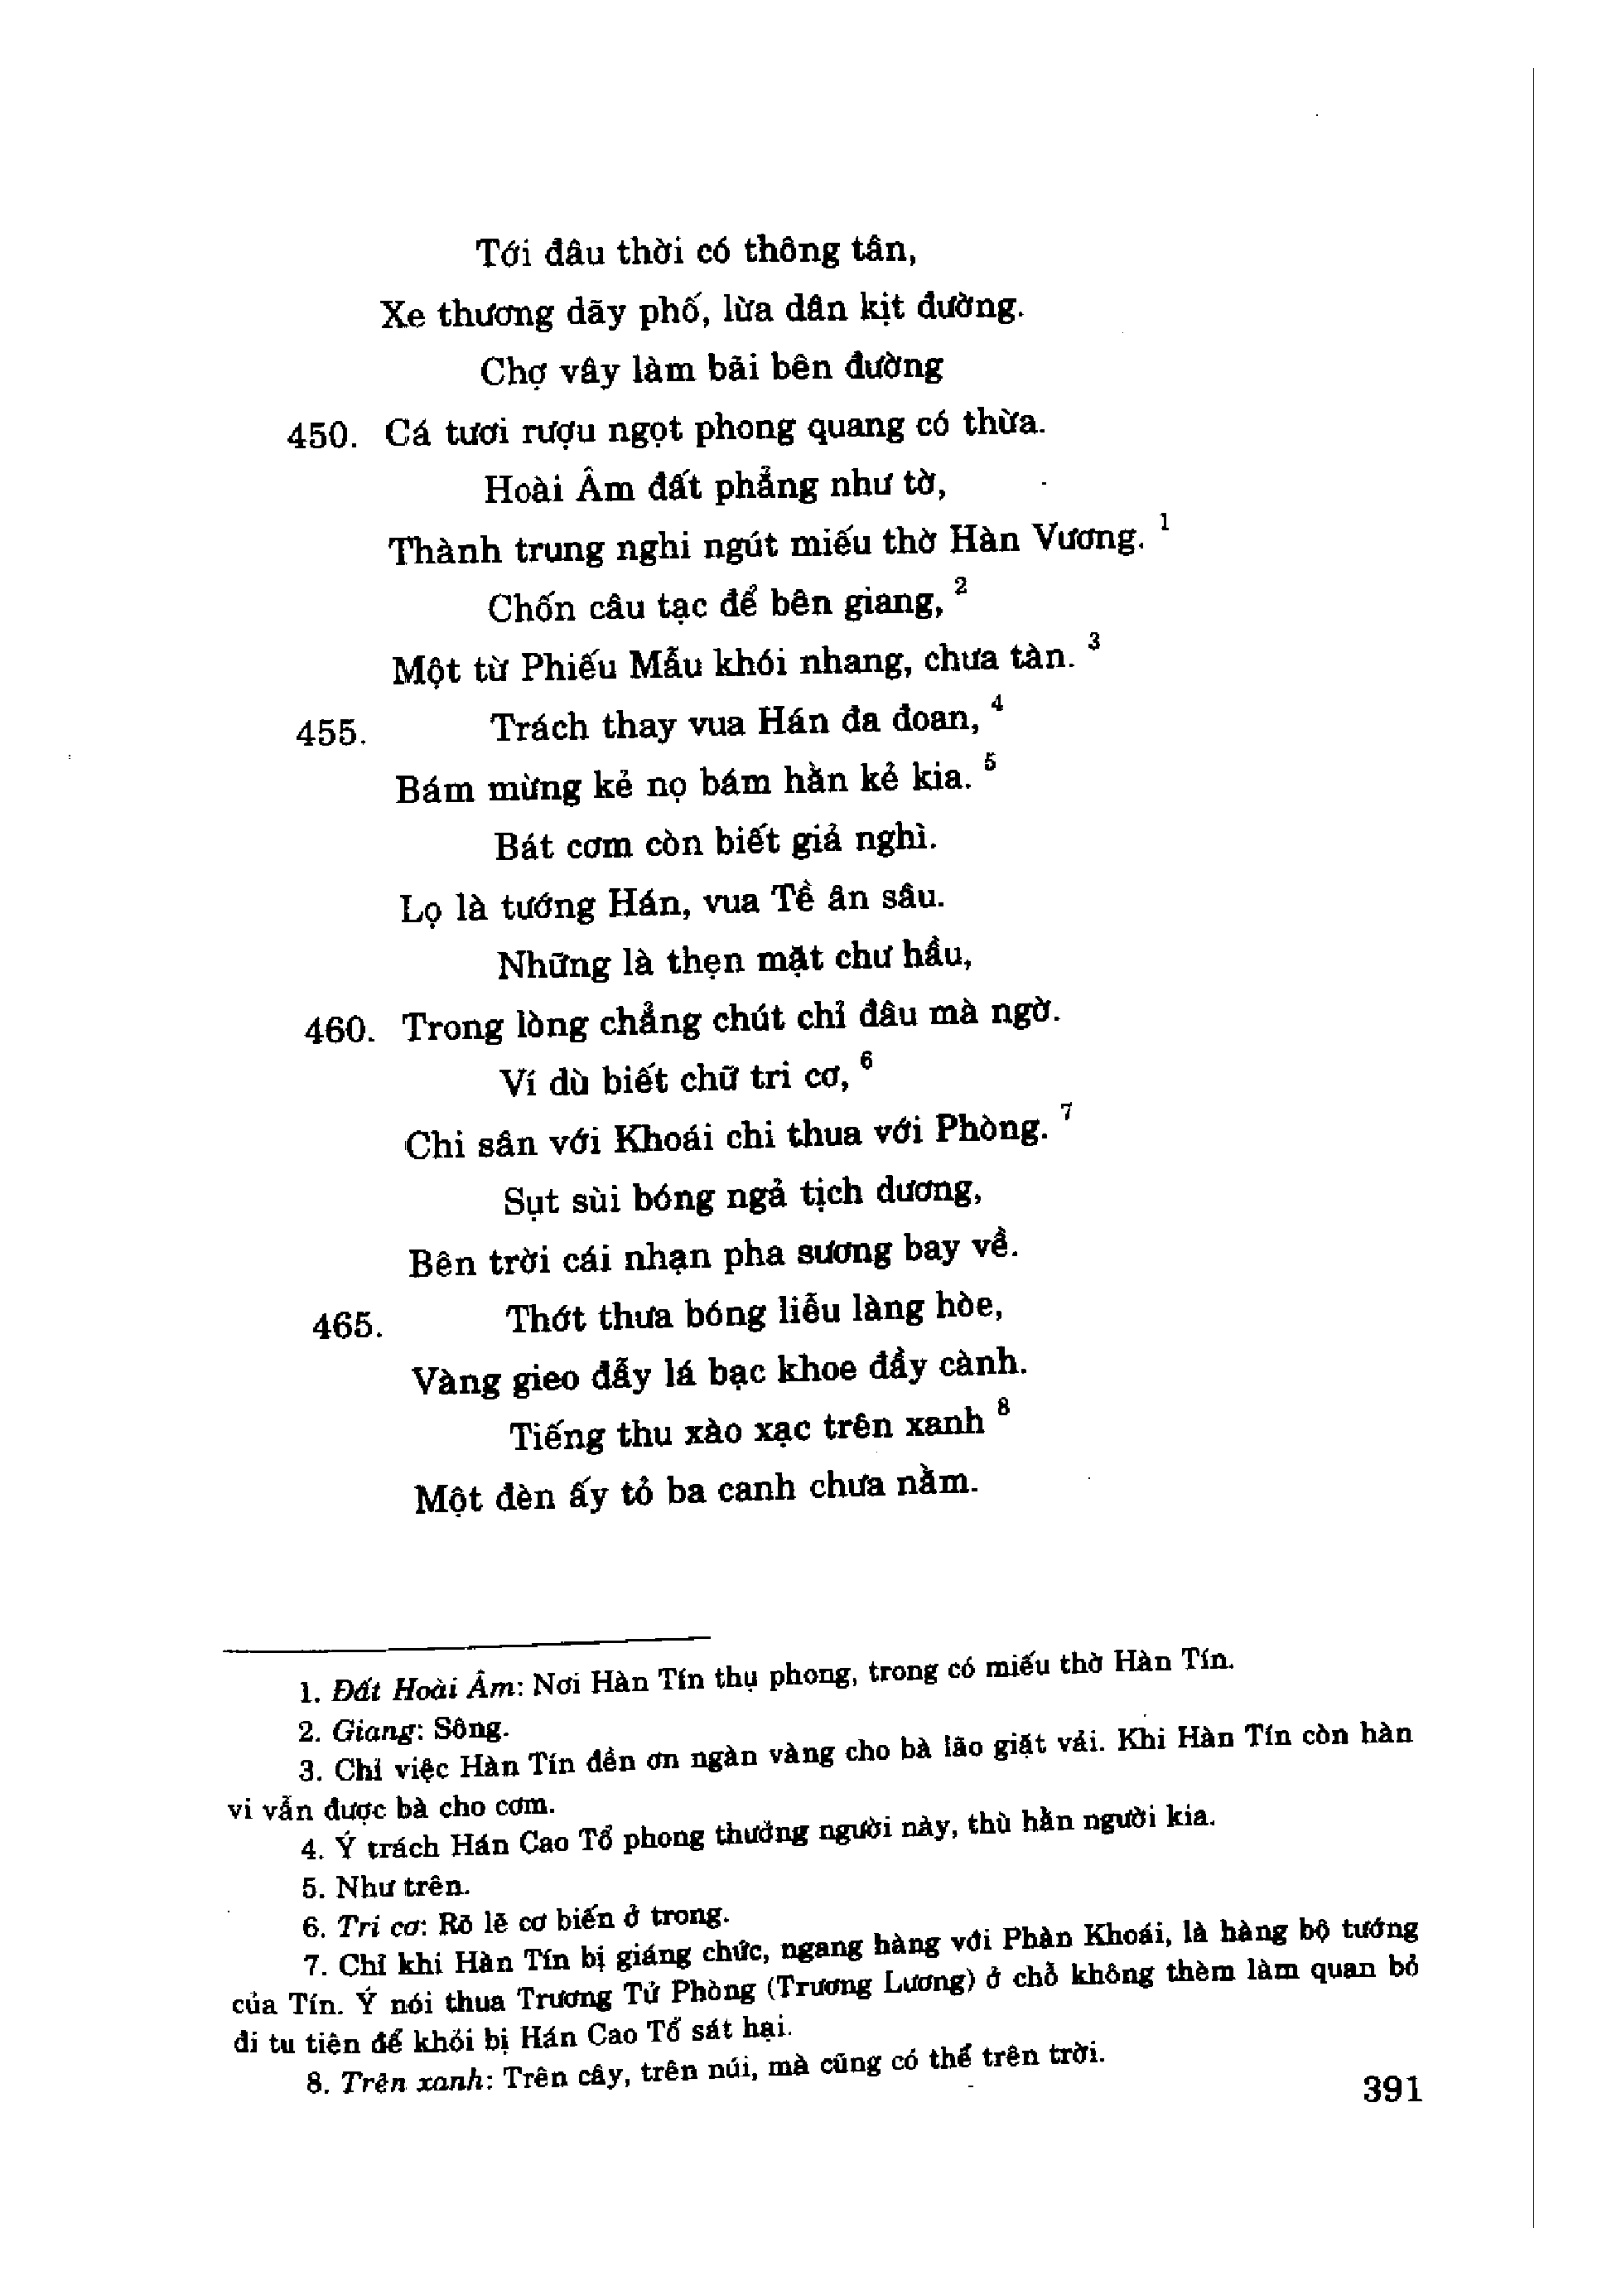 Tới đâu thời có thông tân,
Xe thương dãy phố, lừa dân kịt đường.
Chợ vây làm bãi bên đường
450. Cá tươi rượu ngọt phong quang có thừa.
Hoài Âm đất phẳng như tờ,
Thành trung nghi ngút miếu thờ Hàn Vương. 1
Chốn câu tạc để bên giang, 2
Một từ Phiếu Mẫu khói nhang, chưa tàn. 3
455. Trách thay vua Hán đa đoan, 4
Bám mừng kẻ nọ bám hằn kẻ kia. 5
Bát cơm còn biết giả nghì.
Lọ là tướng Hán, vua Tề ân sâu.
Những là thẹn mặt chư hầu,
460. Trong lòng chẳng chút chỉ đâu mà ngờ.
Ví dù biết chữ tri cơ, 6
Chi sân với Khoái chi thua với Phòng. 7
Sụt sùi bóng ngả tịch dương,
Bên trời cái nhạn pha sương bay về.
465. Thớt thưa bóng liễu làng hòe,
Vàng gieo đẫy lá bạc khoe đầy cành.
Tiếng thu xào xạc trên xanh 8
Một đèn ấy tỏ ba canh chưa nằm.
1. Đất Hoài Âm: Nơi Hàn Tín thụ phong, trong có miếu thờ Hàn Tín.
2. Giang: Sông.
3. Chỉ việc Hàn Tín đền ơn ngàn vàng cho bà lão giặt vải. Khi Hàn Tín còn hàn
vi vẫn được bà cho cơm.
4. Ý trách Hán Cao Tổ phong thưởng người này, thù hằn người kia.
5. Như trên.
6. Tri cơ: Rõ lẽ cơ biến ở trong.
7. Chỉ khi Hàn Tín bị giáng chức, ngang hàng với Phàn Khoái, là hàng bộ tướng
của Tín. Ý nói thua Trương Tử Phòng (Trương Lương) ở chỗ không thèm làm quan bỏ
đi tu tiên để khỏi bị Hán Cao Tổ sát hại.
8. Trên xanh: Trên cây, trên núi, mà cũng có thể trên trời.
391